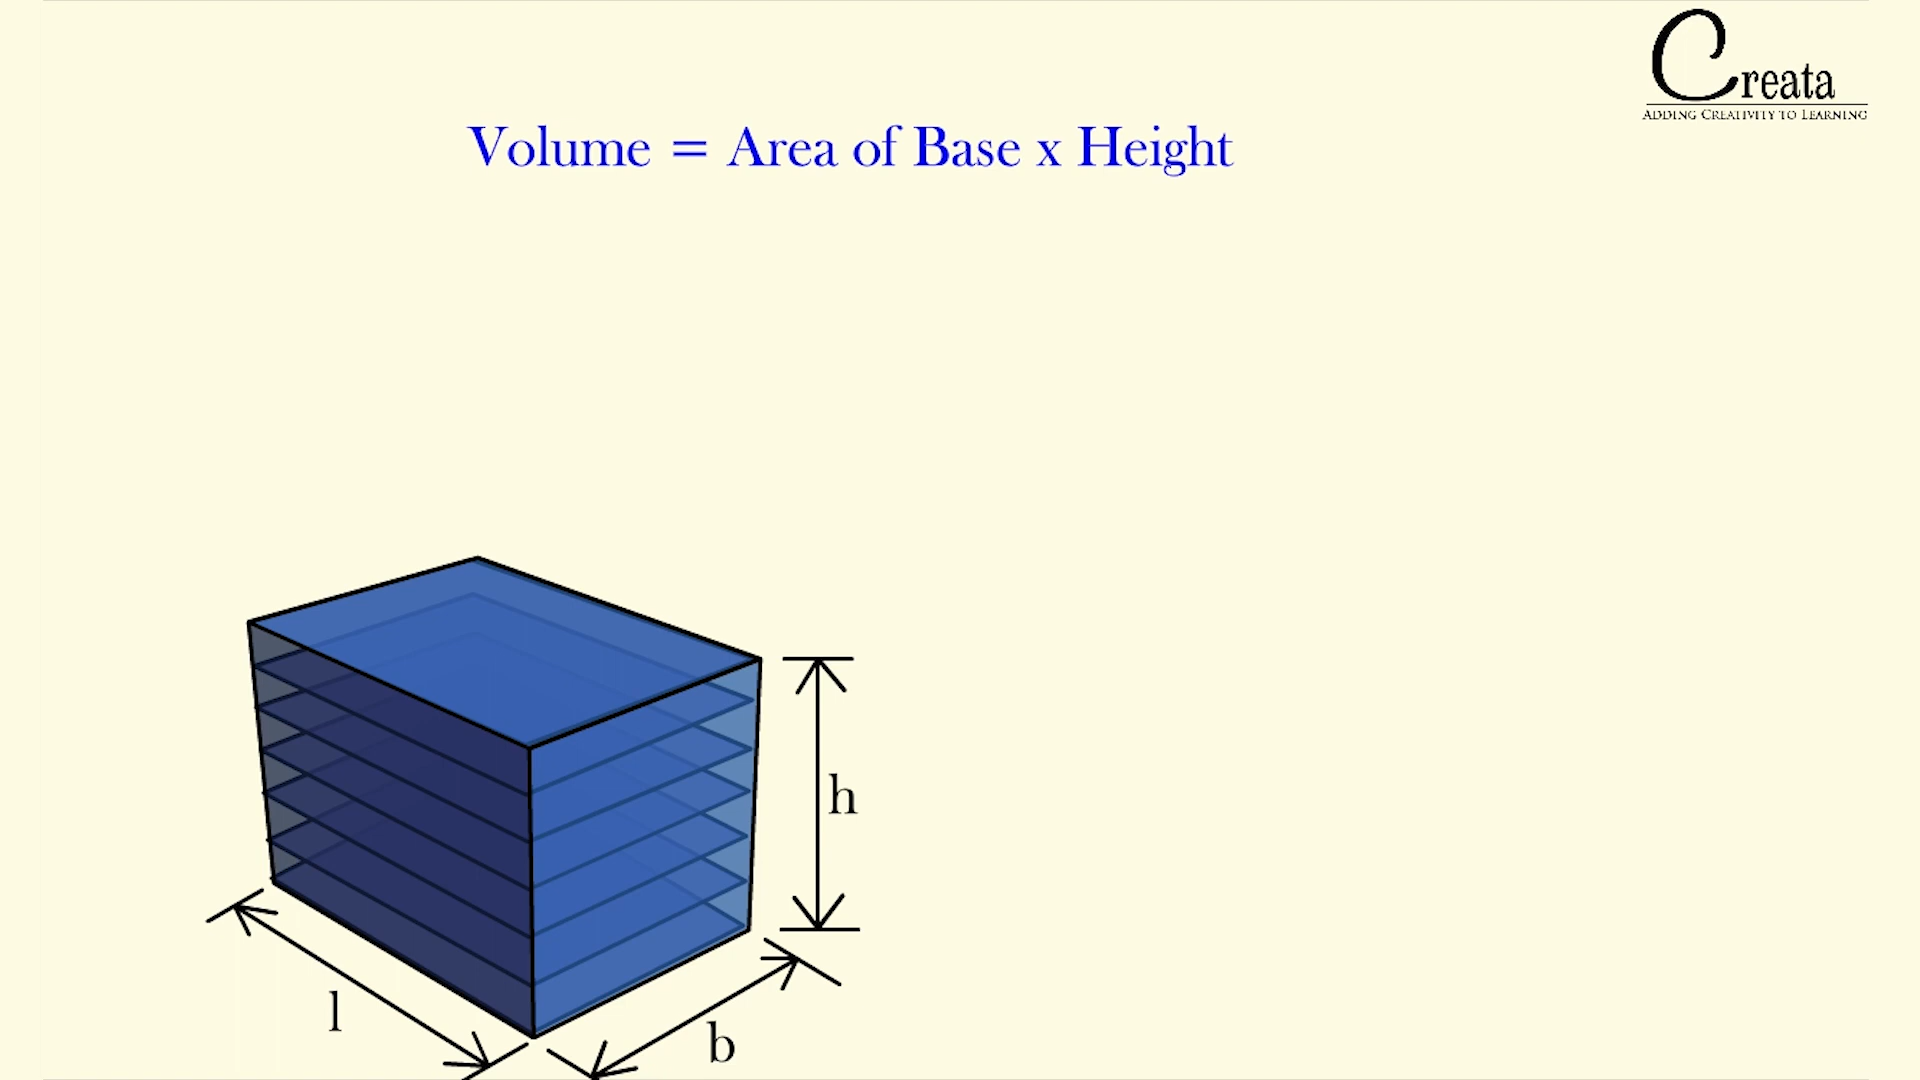 Creata
ADDING CREATIVITY TO LEARNING
Volume = Area of Base x Height
h
l
b